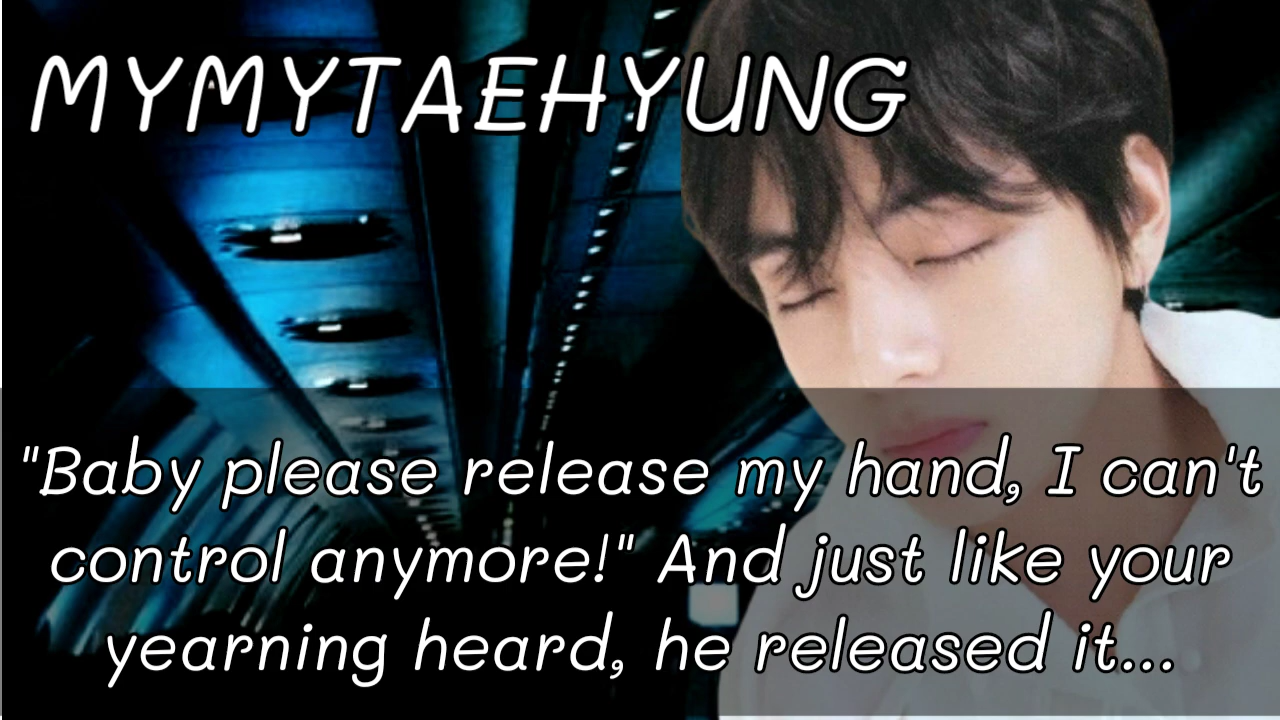 MYMYTAEHYUNG
"Baby please release my hand, I can't
control anymore!" And just like your
yearning heard, he released it...